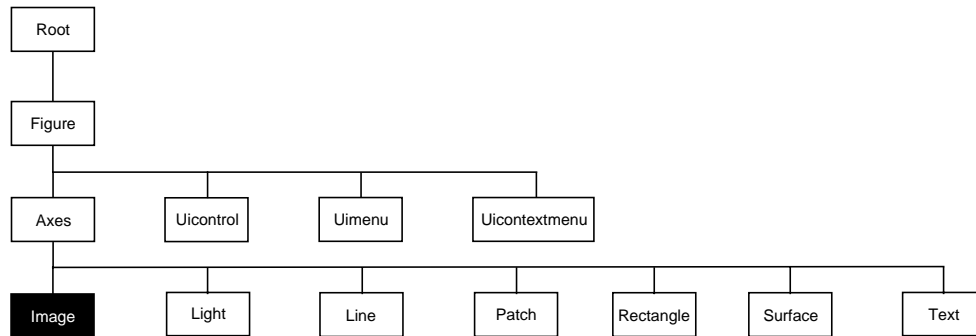 Root
Figure
Axes Uicontrol Uimenu Uicontextmenu
Image Light Line Patch Rectangle Surface Text